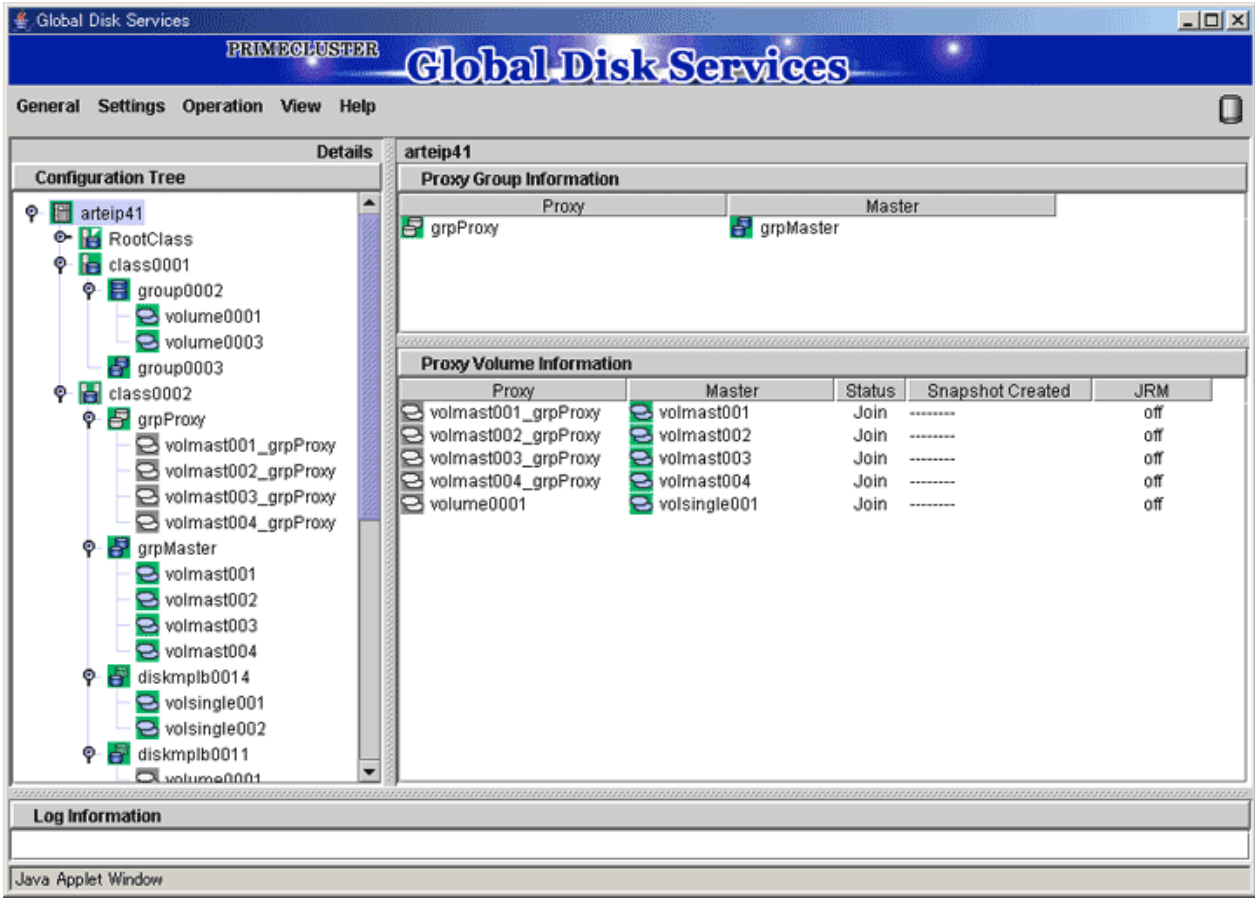 Global Disk Services
PRIMECLUSTER Global Disk Services
General Settings Operation View Help
Details
Configuration Tree
arteip41
RootClass
class0001
group0002
volume0001
volume0003
group0003
class0002
grpProxy
volmast001_grpProxy
volmast002_grpProxy
volmast003_grpProxy
volmast004_grpProxy
grpMaster
volmast001
volmast002
volmast003
volmast004
diskmplb0014
volsingle001
volsingle002
diskmplb0011
volume0001
arteip41
Proxy Group Information
Proxy Master
grpProxy grpMaster
Proxy Volume Information
Proxy Master Status Snapshot Created JRM
volmast001_grpProxy volmast001 Join -------- off
volmast002_grpProxy volmast002 Join -------- off
volmast003_grpProxy volmast003 Join -------- off
volmast004_grpProxy volmast004 Join -------- off
volume0001 volsingle001 Join -------- off
Log Information
Java Applet Window